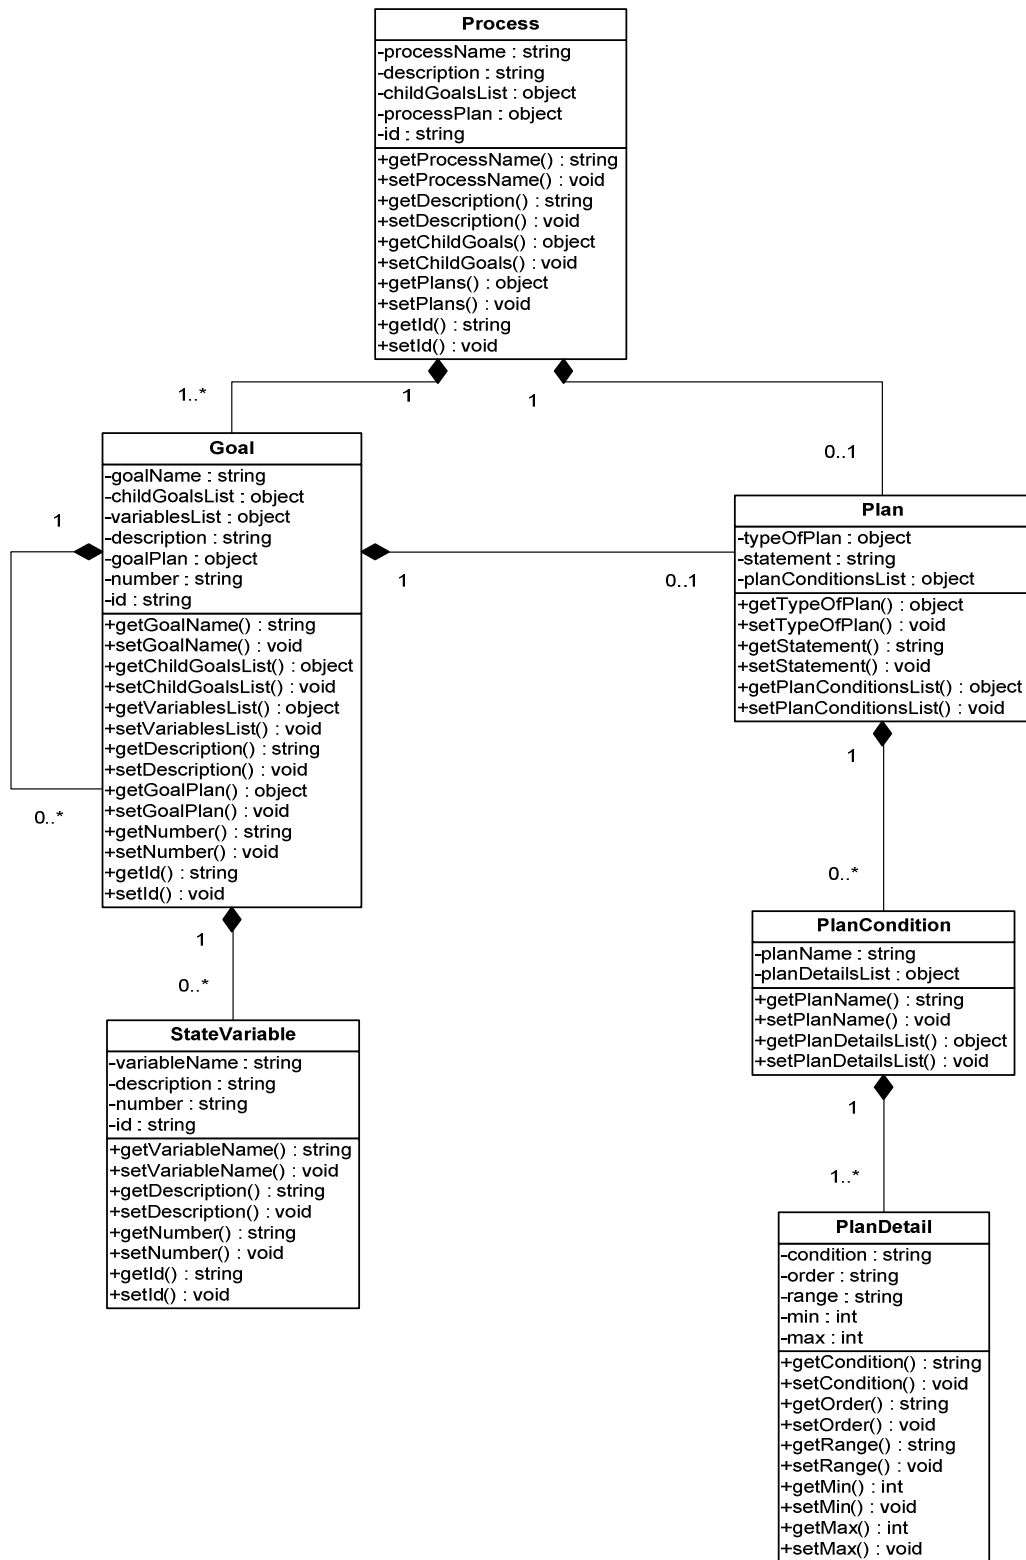 Process
-processName : string
-description : string
-childGoalsList : object
-processPlan : object
-id : string
+getProcessName() : string
+setProcessName() : void
+getDescription() : string
+setDescription() : void
+getChildGoals() : object
+setChildGoals() : void
+getPlans() : object
+setPlans() : void
+getId() : string
+setId() : void
1..*
1
1
0..1
Goal
-goalName : string
-childGoalsList : object
-variablesList : object
-description : string
-goalPlan : object
-number : string
-id : string
+getGoalName() : string
+setGoalName() : void
+getChildGoalsList() : object
+setChildGoalsList() : void
+getVariablesList() : object
+setVariablesList() : void
+getDescription() : string
+setDescription() : void
+getGoalPlan() : object
+setGoalPlan() : void
+getNumber() : string
+setNumber() : void
+getId() : string
+setId() : void
1
0..*
1
0..1
Plan
-typeOfPlan : object
-statement : string
-planConditionsList : object
+getTypeOfPlan() : object
+setTypeOfPlan() : void
+getStatement() : string
+setStatement() : void
+getPlanConditionsList() : object
+setPlanConditionsList() : void
1
0..*
1
0..*
StateVariable
-variableName : string
-description : string
-number : string
-id : string
+getVariableName() : string
+setVariableName() : void
+getDescription() : string
+setDescription() : void
+getNumber() : string
+setNumber() : void
+getId() : string
+setId() : void
PlanCondition
-planName : string
-planDetailsList : object
+getPlanName() : string
+setPlanName() : void
+getPlanDetailsList() : object
+setPlanDetailsList() : void
1
1..*
PlanDetail
-condition : string
-order : string
-range : string
-min : int
-max : int
+getCondition() : string
+setCondition() : void
+getOrder() : string
+setOrder() : void
+getRange() : string
+setRange() : void
+getMin() : int
+setMin() : void
+getMax() : int
+setMax() : void